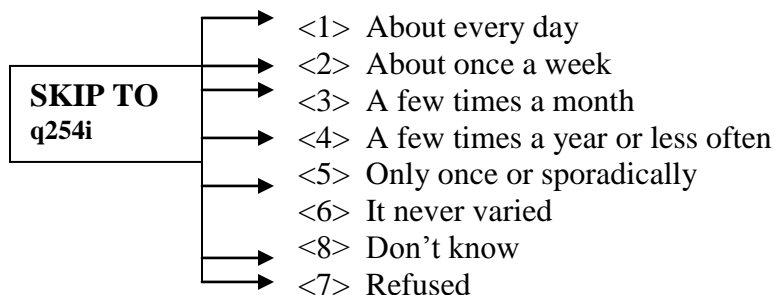 SKIP TO
q254i
<1> About every day
<2> About once a week
<3> A few times a month
<4> A few times a year or less often
<5> Only once or sporadically
<6> It never varied
<8> Don’t know
<7> Refused